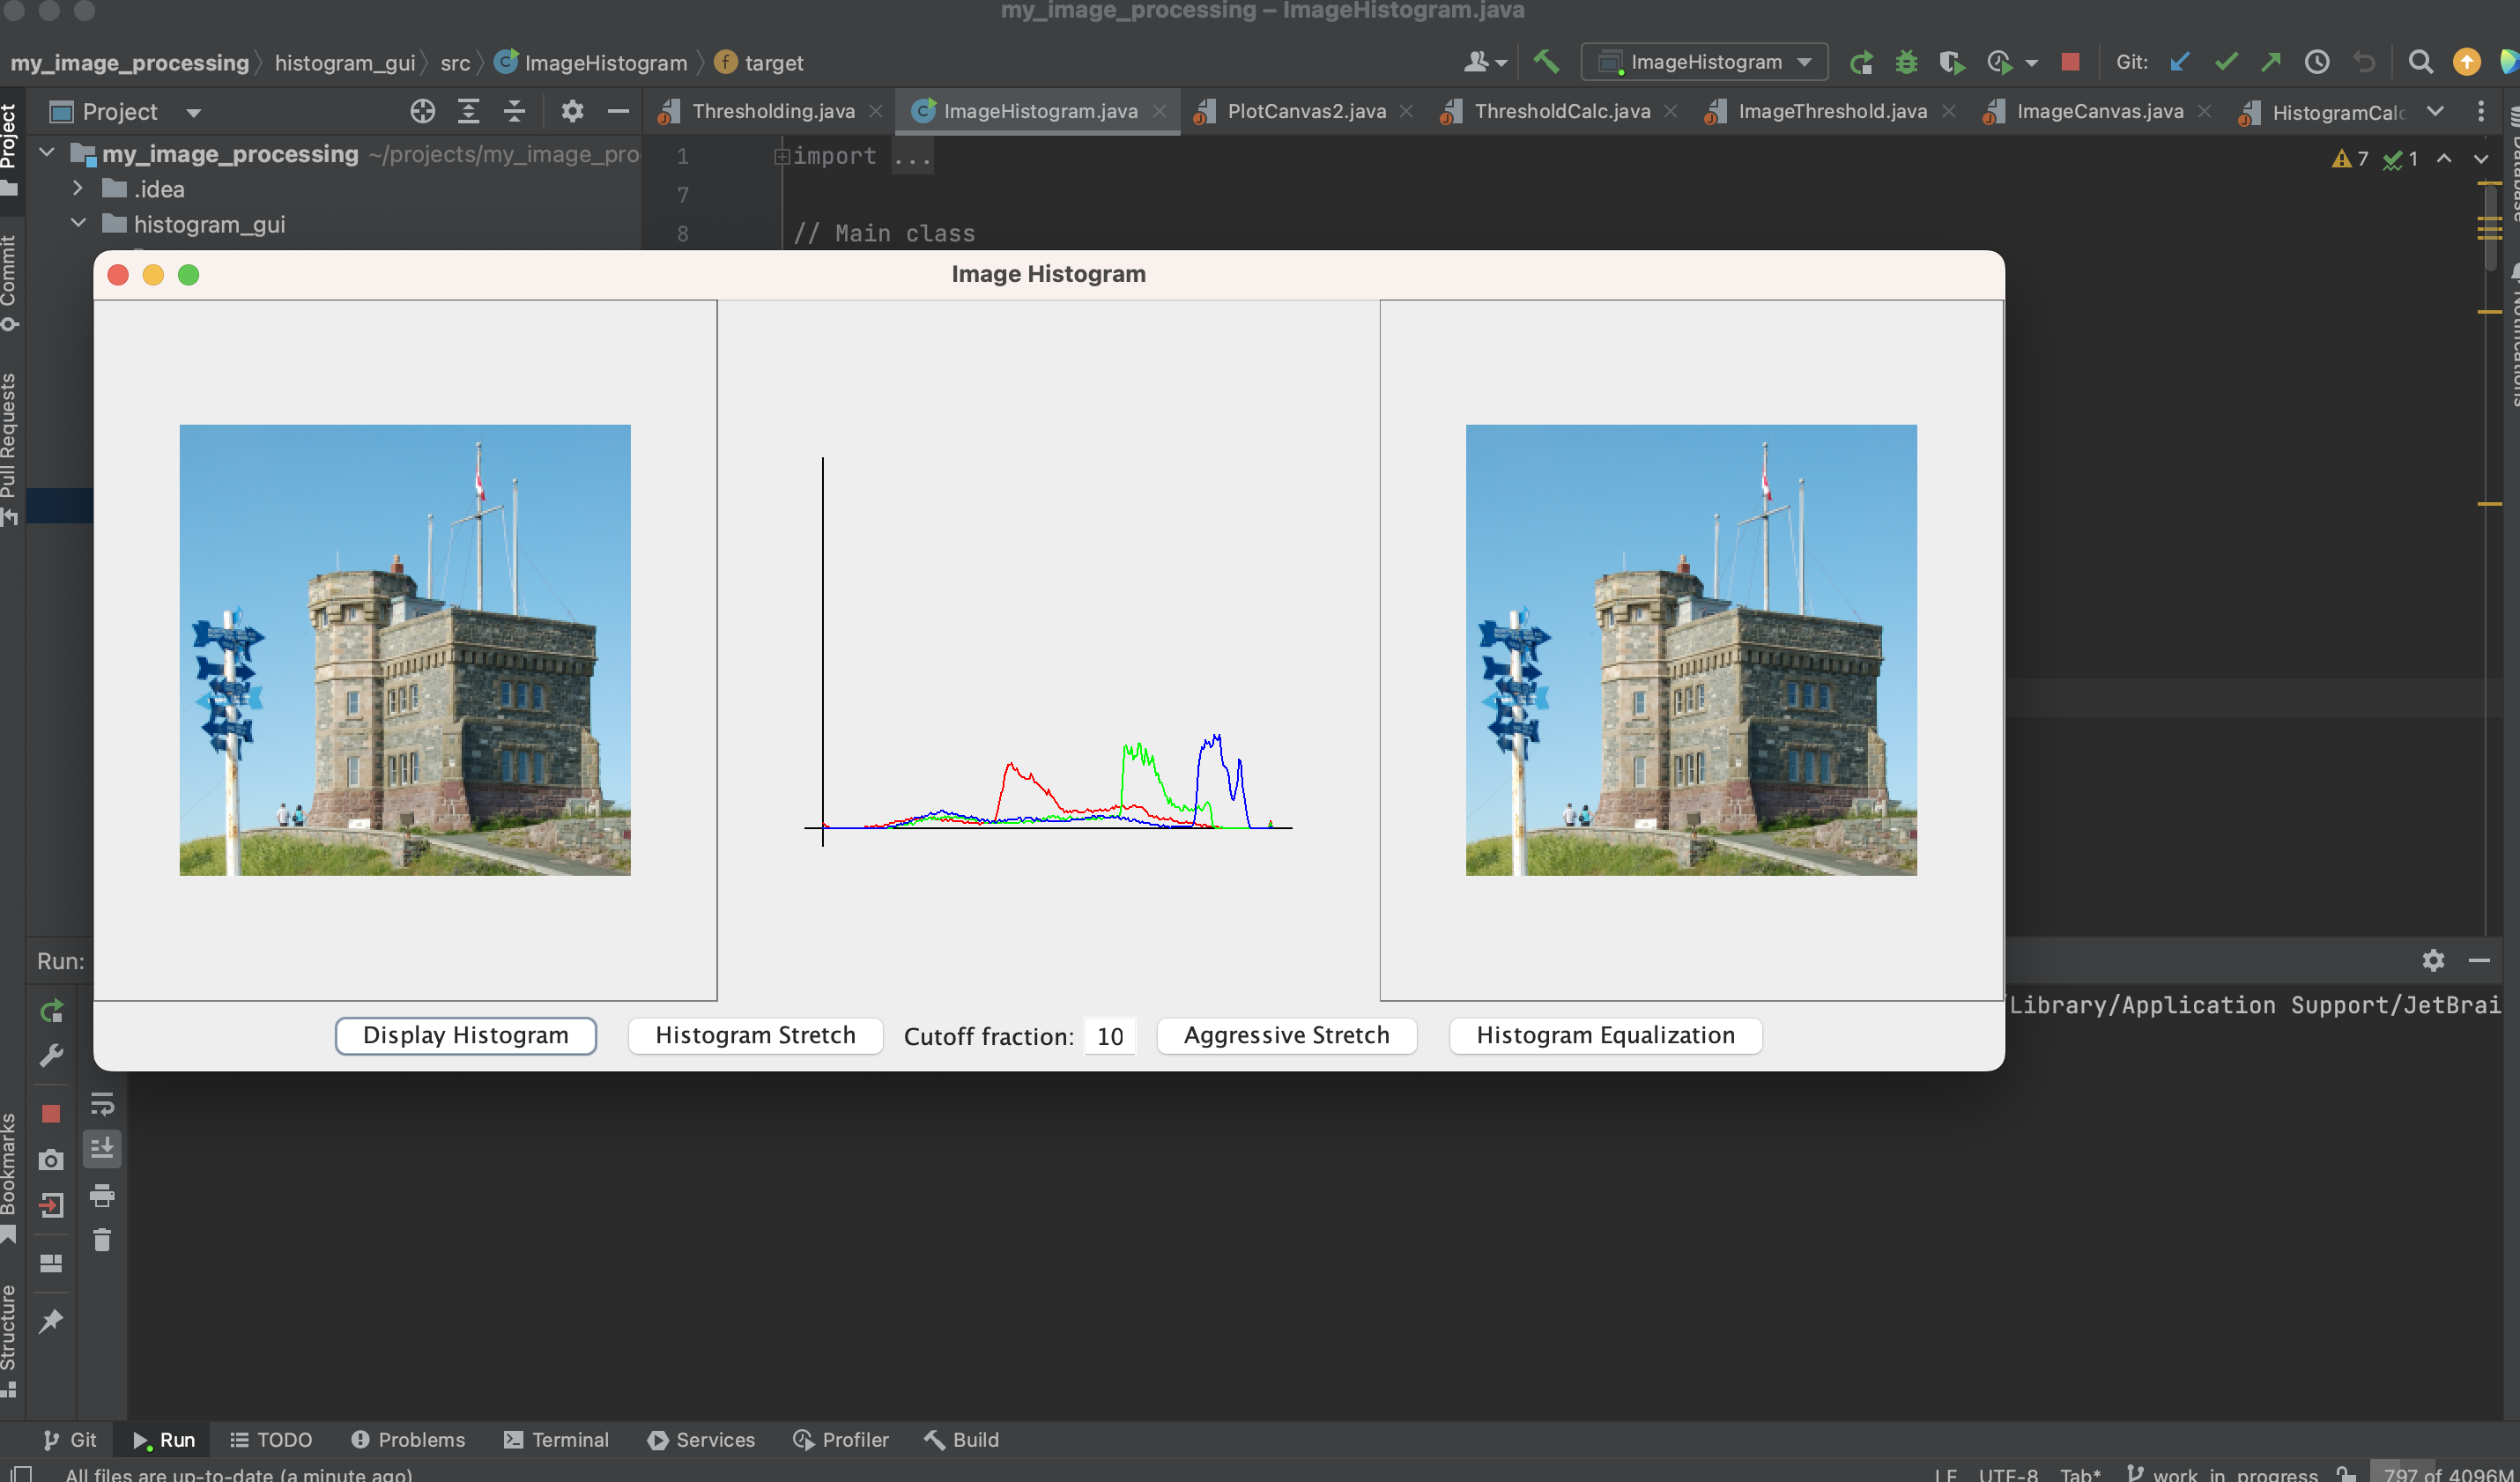 my_image_processing – ImageHistogram.java
my_image_processing histogram_gui src ImageHistogram target
ImageHistogram
Git:
Project
Thresholding.java ImageHistogram.java PlotCanvas2.java ThresholdCalc.java ImageThreshold.java ImageCanvas.java HistogramCalc
my_image_processing ~/projects/my_image_pro
.idea
histogram_gui
1 import ...
7
8 // Main class
7 1
Project
Commit
Pull Requests
Database
Notifications
Image Histogram
Display Histogram Histogram Stretch Cutoff fraction: 10 Aggressive Stretch Histogram Equalization
Run:
/Library/Application Support/JetBrai
Bookmarks
Structure
Git Run TODO Problems Terminal Services Profiler Build
All files are up-to-date (a minute ago)
LF UTF-8 Tab* work_in_progress 797 of 4096M